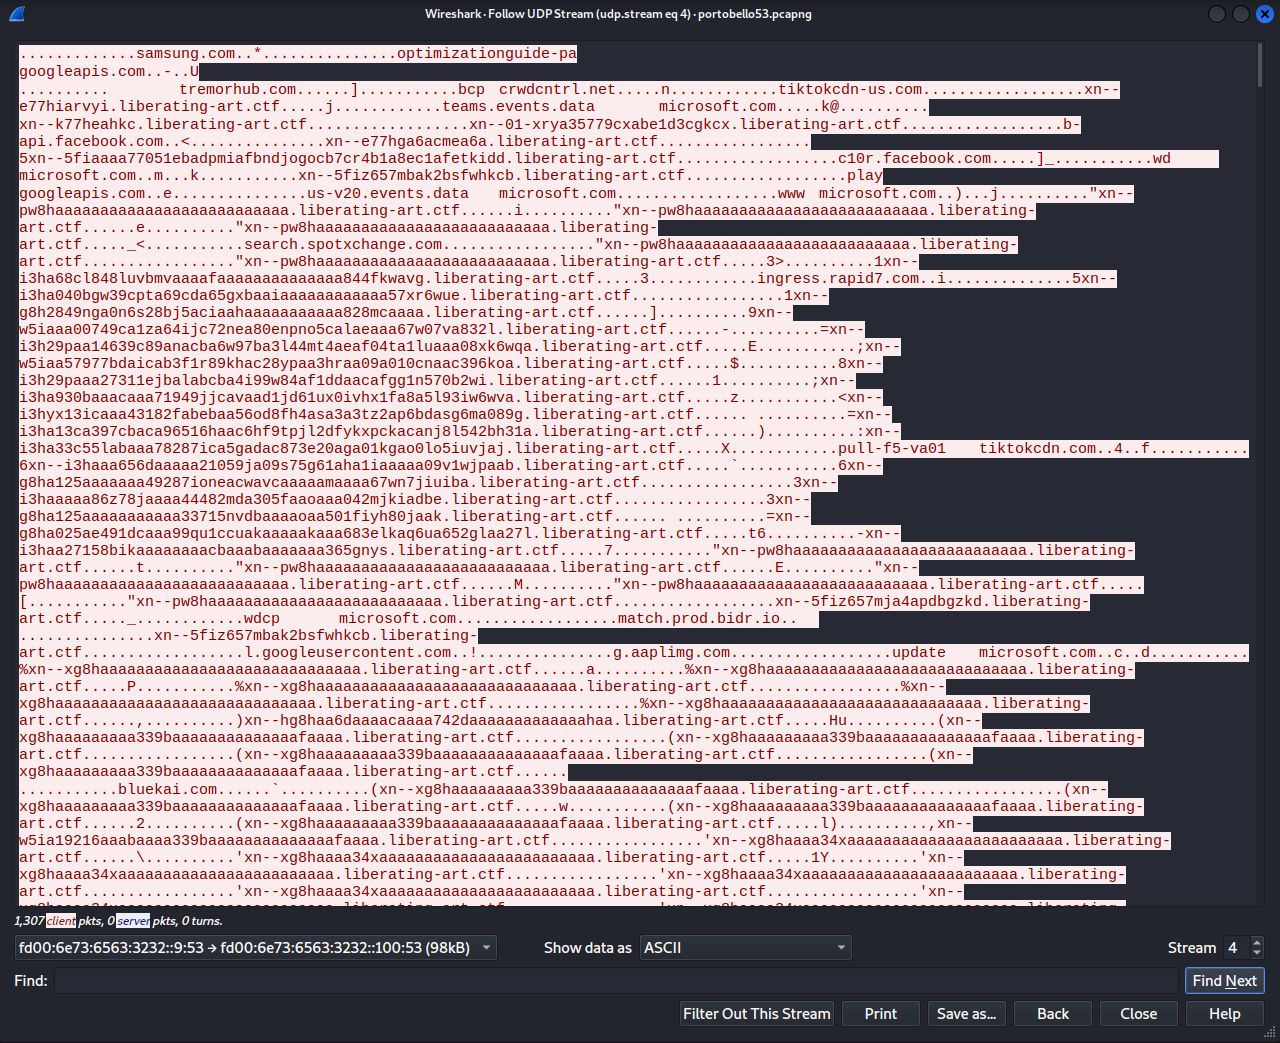 Wireshark · Follow UDP Stream (udp.stream eq 4) · portobello53.pcapng
.............samsung.com..*...............optimizationguide-pa
googleapis.com..-..U
.......... tremorhub.com......]...........bcp crwdcntrl.net.....n............tiktokcdn-us.com..................xn--
e77hiarvyi.liberating-art.ctf.....j............teams.events.data microsoft.com.....k@..........
xn--k77heahkc.liberating-art.ctf.................xn--01-xrya35779cxabe1d3cgkcx.liberating-art.ctf..................b-
api.facebook.com..<...............xn--e77hga6acmea6a.liberating-art.ctf.................
5xn--5fiaaaa77051ebadpmiafbndjogocb7cr4b1a8ec1afetkidd.liberating-art.ctf.................c10r.facebook.com.....]_...........wd
microsoft.com..m...k..........xn--5fiz657mbak2bsfwhkcb.liberating-art.ctf.................play
googleapis.com..e...............us-v20.events.data microsoft.com..................www microsoft.com..)...j.........."xn--
pw8haaaaaaaaaaaaaaaaaaaaaaaaaa.liberating-art.ctf......i.........."xn--pw8haaaaaaaaaaaaaaaaaaaaaaaaaa.liberating-
art.ctf......e.........."xn--pw8haaaaaaaaaaaaaaaaaaaaaaaaaa.liberating-
art.ctf....._<...........search.spotxchange.com................."xn--pw8haaaaaaaaaaaaaaaaaaaaaaaaaa.liberating-
art.ctf................."xn--pw8haaaaaaaaaaaaaaaaaaaaaaaaaa.liberating-art.ctf.....3>..........1xn--
i3ha68cl848luvbmvaaaafaaaaaaaaaaaaaa844fkwavg.liberating-art.ctf.....3............ingress.rapid7.com..i..............5xn--
i3ha040bgw39cpta69cda65gxbaaiaaaaaaaaaaaa57xr6wue.liberating-art.ctf.................1xn--
g8h2849nga0n6s28bj5aciaahaaaaaaaaaaa828mcaaaa.liberating-art.ctf......]..........9xn--
w5iaaa00749ca1za64ijc72nea80enpno5calaeaaa67w07va832l.liberating-art.ctf......-..........=xn--
i3h29paa14639c89anacba6w97ba3l44mt4aeaf04ta1luaaa08xk6wqa.liberating-art.ctf.....E...........;xn--
w5iaa57977bdaicab3f1r89khac28ypaa3hraa09a010cnaac396koa.liberating-art.ctf.....$...........8xn--
i3h29paaa27311ejbalabcba4i99w84af1ddaacafgg1n570b2wi.liberating-art.ctf......1..........;xn--
i3ha930baaacaaa71949jjcavaad1jd61ux0ivhx1fa8a5l93iw6wva.liberating-art.ctf.....z...........<xn--
i3hyx13icaaa43182fabebaa56od8fh4asa3a3tz2ap6bdasg6ma089g.liberating-art.ctf...... ..........=xn--
i3ha13ca397cbaca96516haac6hf9tpjl2dfykxpckacanj8l542bh31a.liberating-art.ctf......)..........:xn--
i3ha33c55labaaa78287ica5gadac873e20aga01kgao0lo5iuvjaj.liberating-art.ctf.....X............pull-f5-va01 tiktokcdn.com..4..f...........
6xn--i3haaa656daaaaa21059ja09s75g61aha1iaaaaa09v1wjpaab.liberating-art.ctf.....`...........6xn--
g8ha125aaaaaaa49287ioneacwavcaaaaamaaaa67wn7jiuiba.liberating-art.ctf.................3xn--
i3haaaaa86z78jaaaa44482mda305faaoaaa042mjkiadbe.liberating-art.ctf.................3xn--
g8ha125aaaaaaaaaaa33715nvdbaaaaoaa501fiyh80jaak.liberating-art.ctf...... ..........=xn--
g8ha025ae491dcaaa99qu1ccuakaaaaakaaa683elkaq6ua652glaa27l.liberating-art.ctf.....t6..........-xn--
i3haa27158bikaaaaaaaacbaaabaaaaaaa365gnys.liberating-art.ctf.....7..........."xn--pw8haaaaaaaaaaaaaaaaaaaaaaaaaa.liberating-
art.ctf......t.........."xn--pw8haaaaaaaaaaaaaaaaaaaaaaaaaa.liberating-art.ctf......E.........."xn--
pw8haaaaaaaaaaaaaaaaaaaaaaaaaa.liberating-art.ctf......M.........."xn--pw8haaaaaaaaaaaaaaaaaaaaaaaaaa.liberating-art.ctf.....
[..........."xn--pw8haaaaaaaaaaaaaaaaaaaaaaaaaa.liberating-art.ctf..................xn--5fiz657mja4apdbgzkd.liberating-
art.ctf....._............wdcp microsoft.com..................match.prod.bidr.io..
...............xn--5fiz657mbak2bsfwhkcb.liberating-
art.ctf..................l.googleusercontent.com..!...............g.aaplimg.com..................update microsoft.com..c..d...........
%xn--xg8haaaaaaaaaaaaaaaaaaaaaaaaaaaaa.liberating-art.ctf......a..........%xn--xg8haaaaaaaaaaaaaaaaaaaaaaaaaaaaa.liberating-
art.ctf.....P...........%xn--xg8haaaaaaaaaaaaaaaaaaaaaaaaaaaaa.liberating-art.ctf.................%xn--
xg8haaaaaaaaaaaaaaaaaaaaaaaaaaaaa.liberating-art.ctf.................%xn--xg8haaaaaaaaaaaaaaaaaaaaaaaaaaaaa.liberating-
art.ctf......,..........)xn--hg8haa6daaaacaaaa742daaaaaaaaaaaaahaa.liberating-art.ctf.....Hu..........(xn--
xg8haaaaaaaaa339baaaaaaaaaaaaaafaaaa.liberating-art.ctf.................(xn--xg8haaaaaaaaa339baaaaaaaaaaaaaafaaaa.liberating-
art.ctf.................(xn--xg8haaaaaaaaa339baaaaaaaaaaaaaafaaaa.liberating-art.ctf.................(xn--
xg8haaaaaaaaa339baaaaaaaaaaaaaafaaaa.liberating-art.ctf......
...........bluekai.com......`..........(xn--xg8haaaaaaaaa339baaaaaaaaaaaaaafaaaa.liberating-art.ctf.................(xn--
xg8haaaaaaaaa339baaaaaaaaaaaaaafaaaa.liberating-art.ctf.....w...........(xn--xg8haaaaaaaaa339baaaaaaaaaaaaaafaaaa.liberating-
art.ctf......2..........(xn--xg8haaaaaaaaa339baaaaaaaaaaaaaafaaaa.liberating-art.ctf.....l)..........,xn--
w5ia19216aaabaaaa339baaaaaaaaaaaaaafaaaa.liberating-art.ctf.................'xn--xg8haaaa34xaaaaaaaaaaaaaaaaaaaaaaaa.liberating-
art.ctf......\..........'xn--xg8haaaa34xaaaaaaaaaaaaaaaaaaaaaaaa.liberating-art.ctf.....1Y..........'xn--
xg8haaaa34xaaaaaaaaaaaaaaaaaaaaaaaa.liberating-art.ctf.................'xn--xg8haaaa34xaaaaaaaaaaaaaaaaaaaaaaaa.liberating-
art.ctf.................'xn--xg8haaaa34xaaaaaaaaaaaaaaaaaaaaaaaa.liberating-art.ctf.................'xn--
1,307 client pkts, 0 server pkts, 0 turns.
fd00:6e73:6563:3232::9:53 → fd00:6e73:6563:3232::100:53 (98kB) Show data as ASCII Stream 4
Find: Find Next
Filter Out This Stream Print Save as... Back Close Help